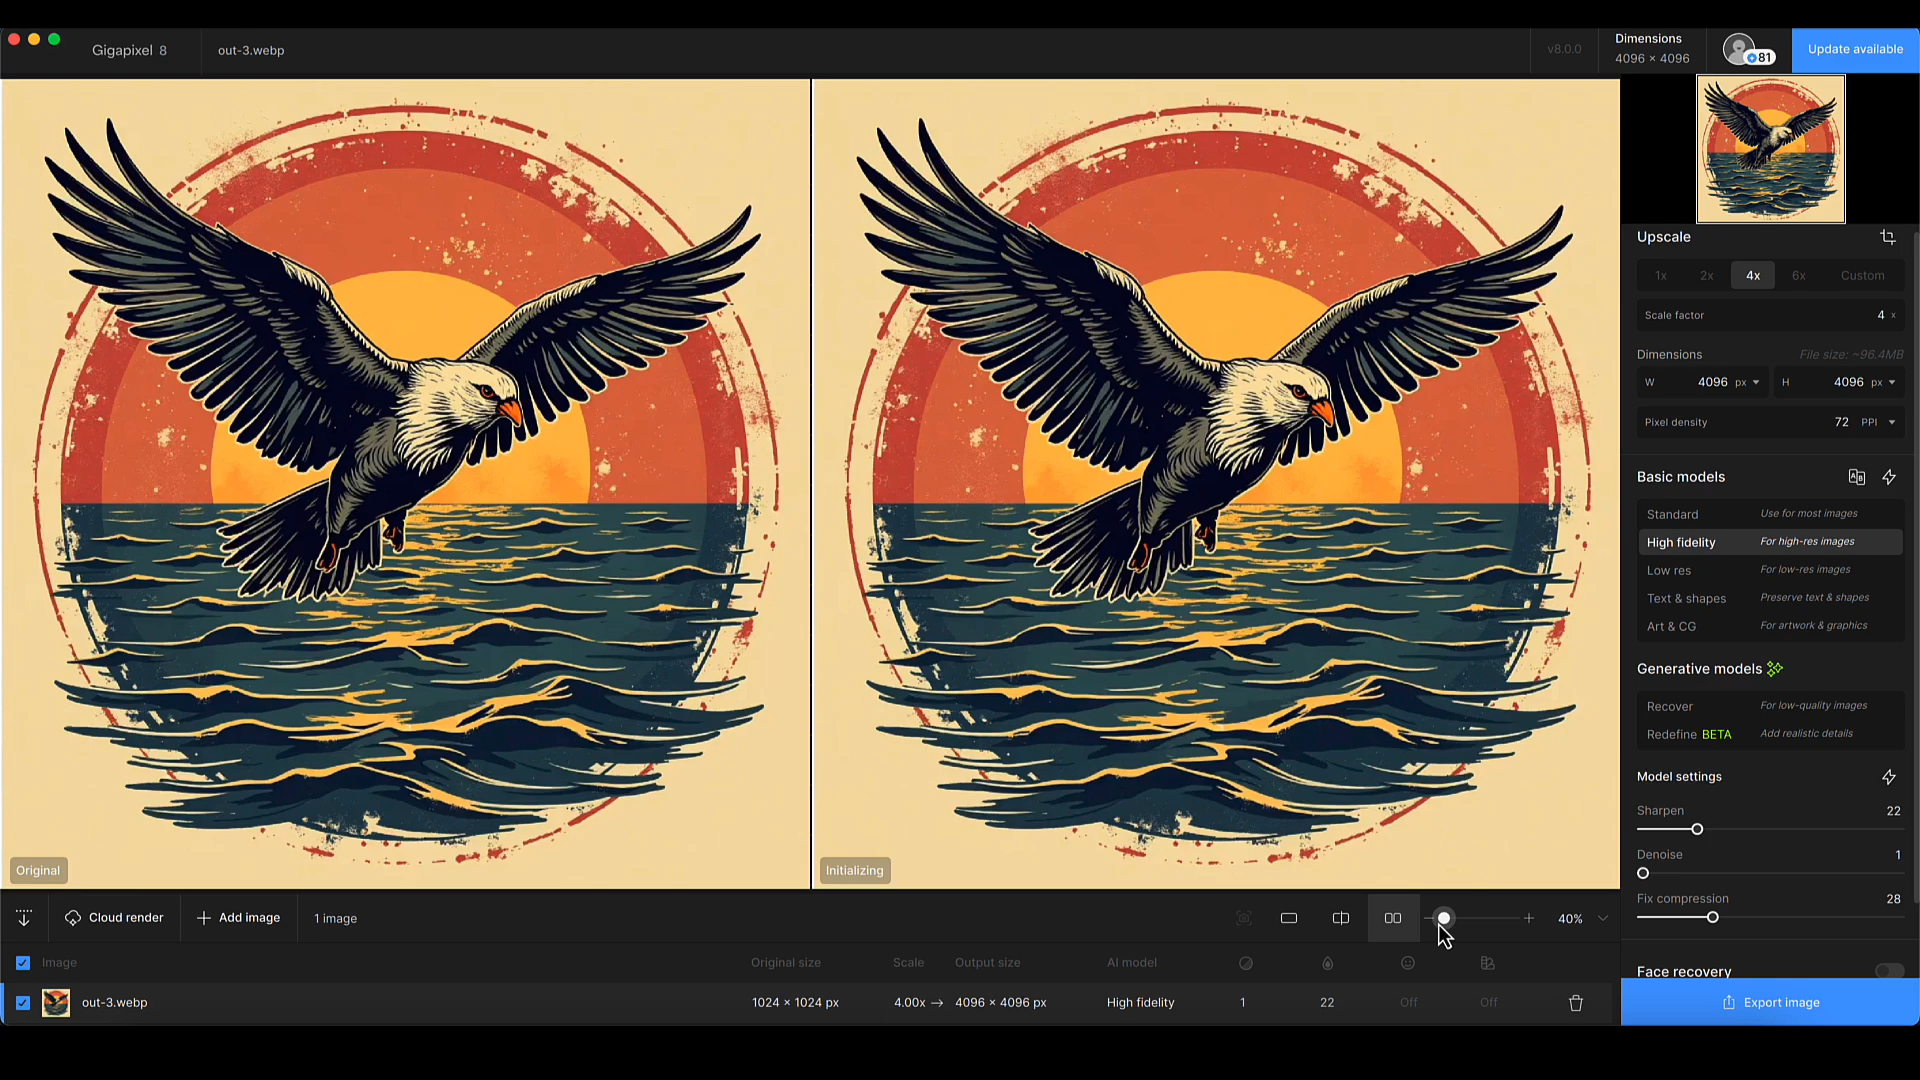 Gigapixel 8
out-3.webp
v8.0.0
Dimensions
4096 × 4096
81
Update available
Upscale
1x 2x 4x 6x Custom
Scale factor 4 x
Dimensions File size: ~96.4MB
W 4096 px H 4096 px
Pixel density 72 PPI
Basic models
Standard Use for most images
High fidelity For high-res images
Low res For low-res images
Text & shapes Preserve text & shapes
Art & CG For artwork & graphics
Generative models
Recover For low-quality images
Redefine BETA Add realistic details
Model settings
Sharpen 22
Denoise 1
Fix compression 28
Face recovery
Export image
Original
Initializing
Cloud render
Add image
1 image
40%
Image Original size Scale Output size AI model
out-3.webp 1024 × 1024 px 4.00x → 4096 × 4096 px High fidelity 1 22 Off Off